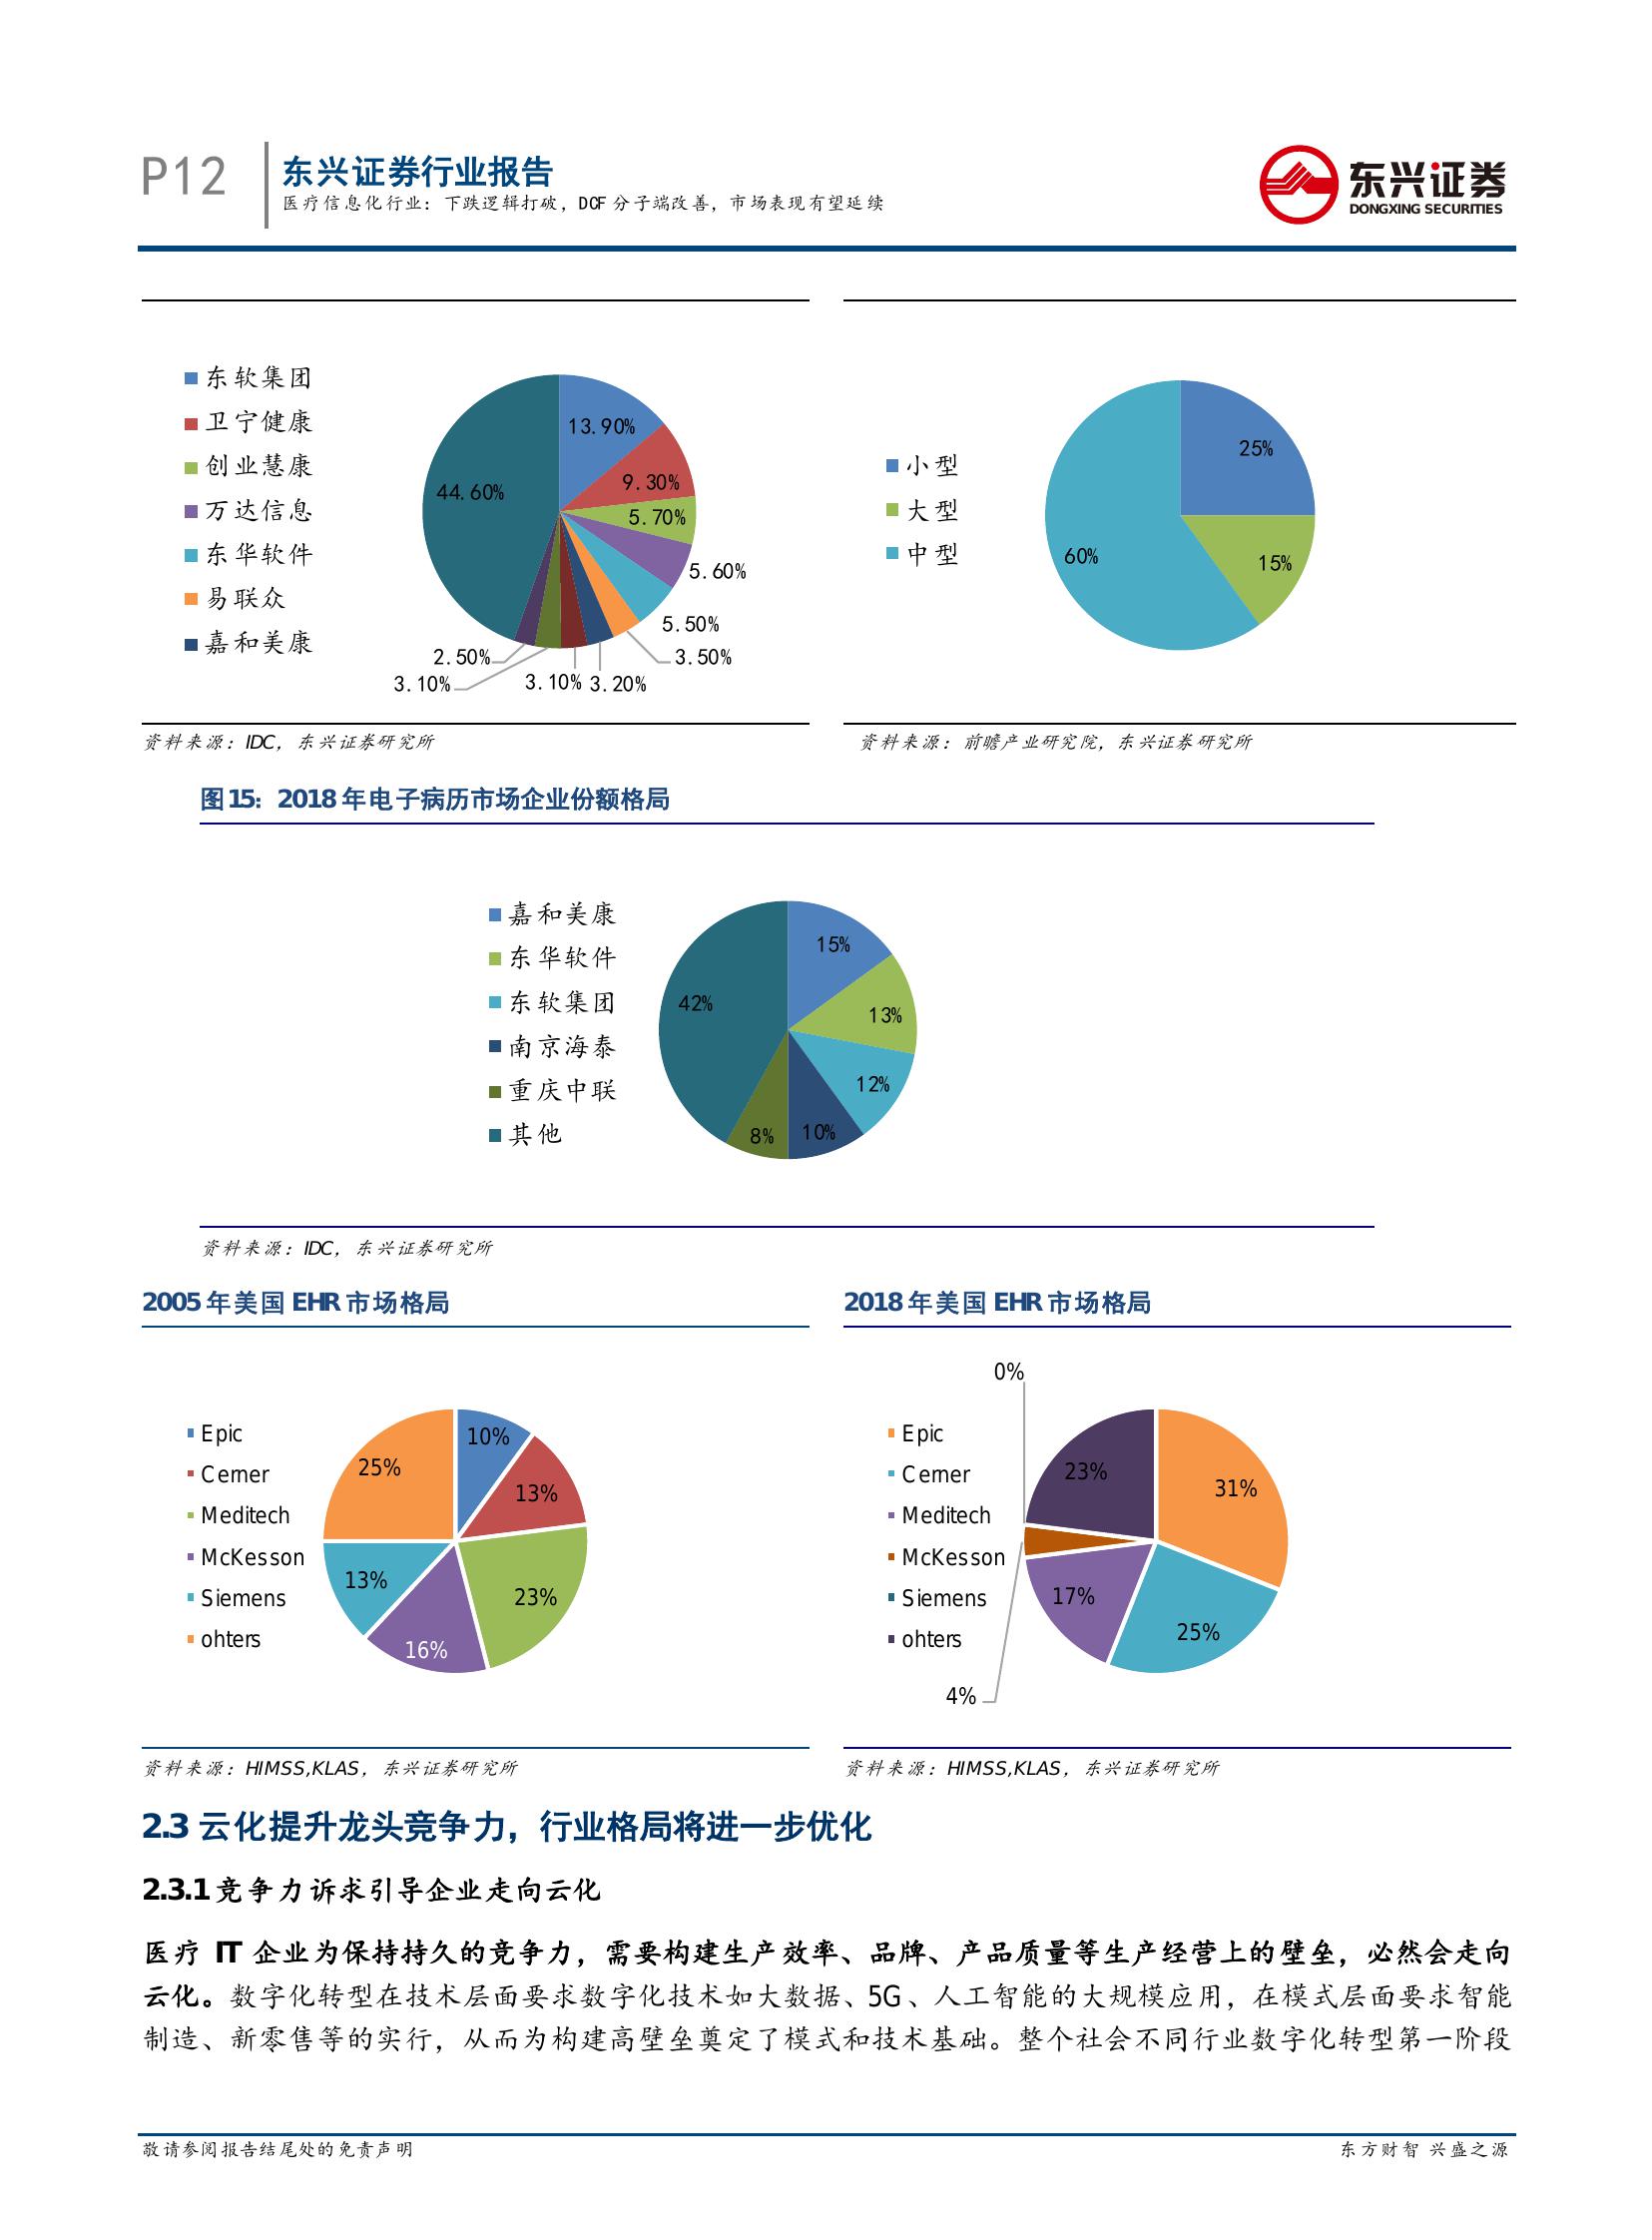 P12
东兴证券行业报告
医疗信息化行业：下跌逻辑打破，DCF 分子端改善，市场表现有望延续
东兴证券
DONGXING SECURITIES
东软集团
卫宁健康
创业慧康
万达信息
东华软件
易联众
嘉和美康
13.90%
9.30%
5.70%
5.60%
5.50%
3.50%
3.20%
3.10%
3.10%
2.50%
44.60%
小型
大型
中型
25%
15%
60%
资料来源：IDC，东兴证券研究所
资料来源：前瞻产业研究院，东兴证券研究所
图15：2018 年电子病历市场企业份额格局
嘉和美康
东华软件
东软集团
南京海泰
重庆中联
其他
15%
13%
12%
10%
8%
42%
资料来源：IDC，东兴证券研究所
2005 年美国 EHR 市场格局
2018 年美国 EHR 市场格局
Epic
Cerner
Meditech
McKesson
Siemens
ohters
10%
13%
23%
16%
13%
25%
Epic
Cerner
Meditech
McKesson
Siemens
ohters
0%
31%
25%
17%
4%
23%
资料来源：HIMSS,KLAS，东兴证券研究所
资料来源：HIMSS,KLAS，东兴证券研究所
2.3 云化提升龙头竞争力，行业格局将进一步优化
2.3.1 竞争力诉求引导企业走向云化
医疗 IT 企业为保持持久的竞争力，需要构建生产效率、品牌、产品质量等生产经营上的壁垒，必然会走向
云化。数字化转型在技术层面要求数字化技术如大数据、5G、人工智能的大规模应用，在模式层面要求智能
制造、新零售等的实行，从而为构建高壁垒奠定了模式和技术基础。整个社会不同行业数字化转型第一阶段
敬请参阅报告结尾处的免责声明
东方财智 兴盛之源